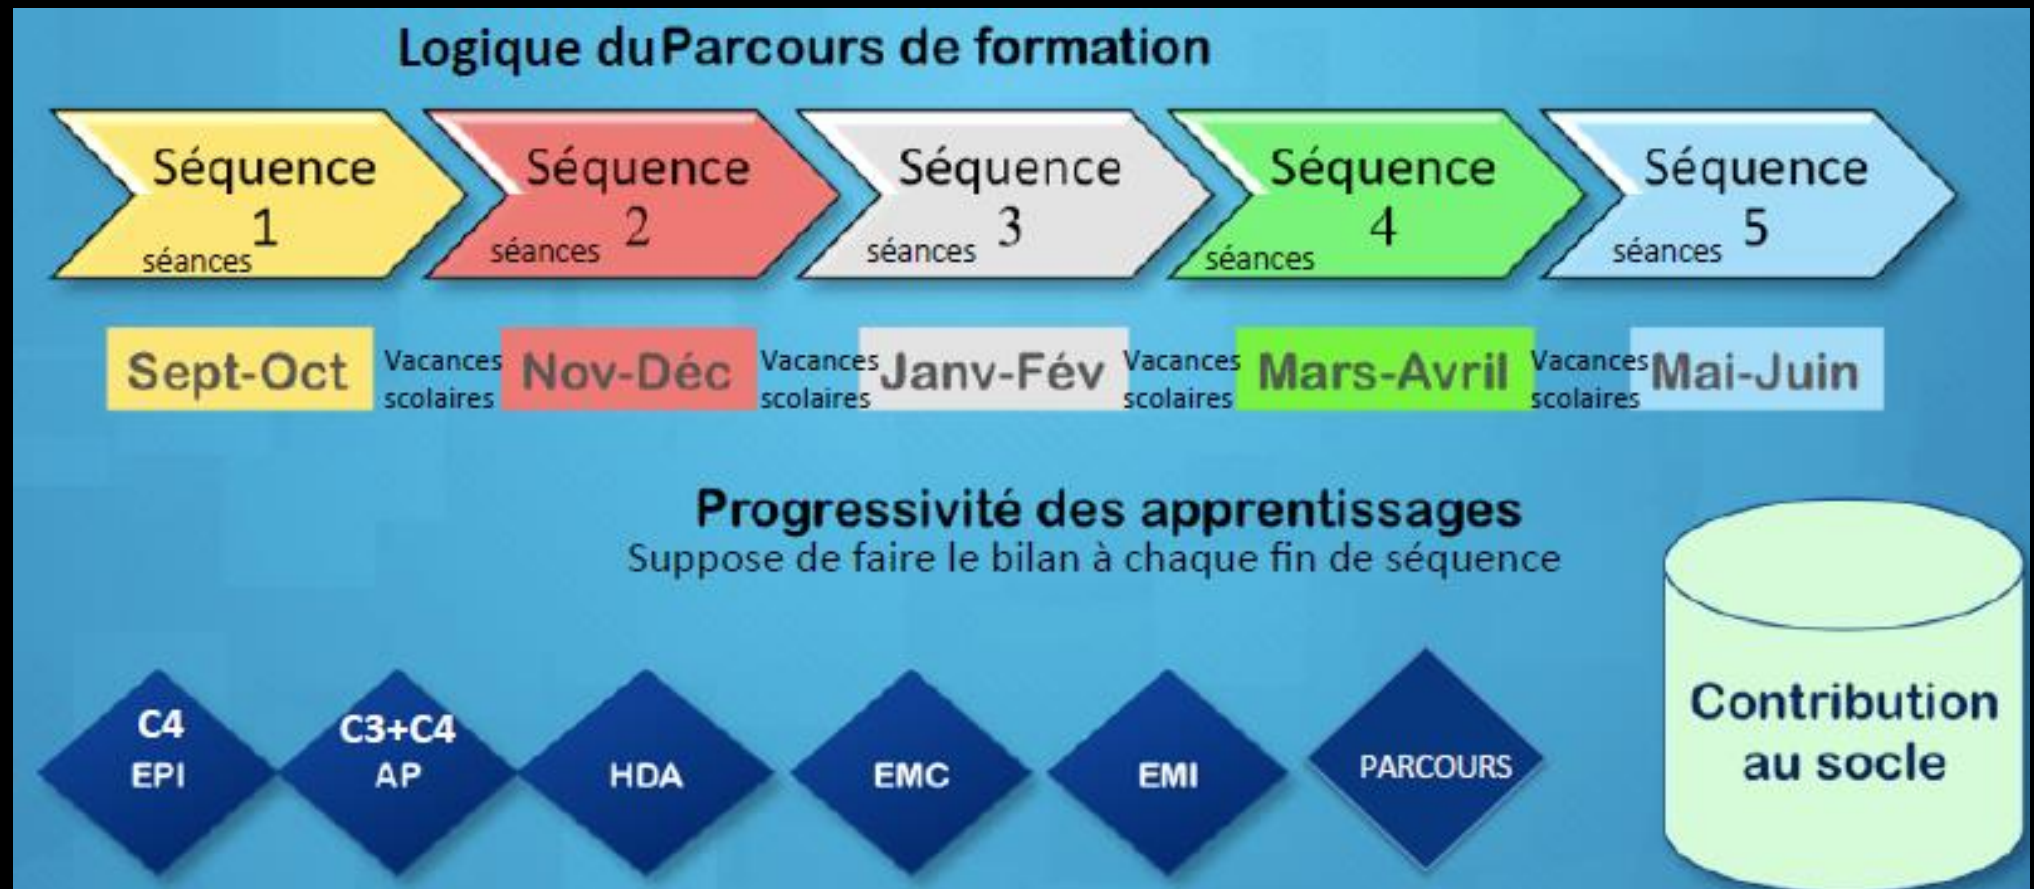 Logique du Parcours de formation
Séquence
1
séances
Séquence
2
séances
Séquence
3
séances
Séquence
4
séances
Séquence
5
séances
Sept-Oct
Vacances
scolaires
Nov-Déc
Vacances
scolaires
Janv-Fév
Vacances
scolaires
Mars-Avril
Vacances
scolaires
Mai-Juin
Progressivité des apprentissages
Suppose de faire le bilan à chaque fin de séquence
C4
EPI
C3+C4
AP
HDA
EMC
EMI
PARCOURS
Contribution
au socle